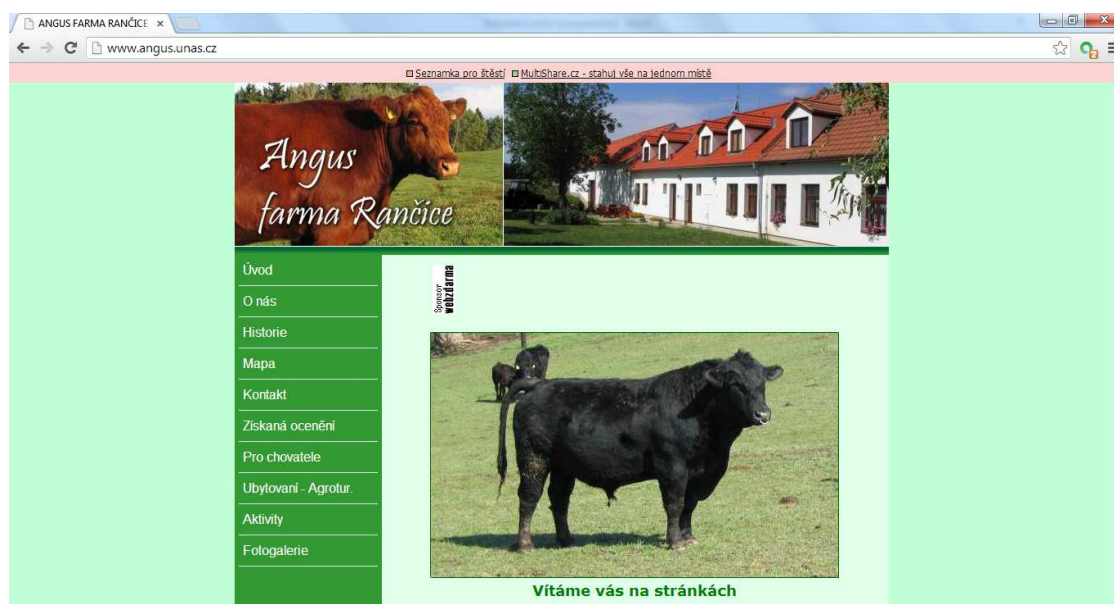 ANGUS FARMA RANČICE
www.angus.unas.cz
Seznamka pro štěstí MultiShare.cz - stahuj vše na jednom místě
Angus
farma Rančice
Úvod
O nás
Historie
Mapa
Kontakt
Získaná ocenění
Pro chovatele
Ubytovaní - Agrotur.
Aktivity
Fotogalerie
Sponsor
webzdarma
Vítáme vás na stránkách